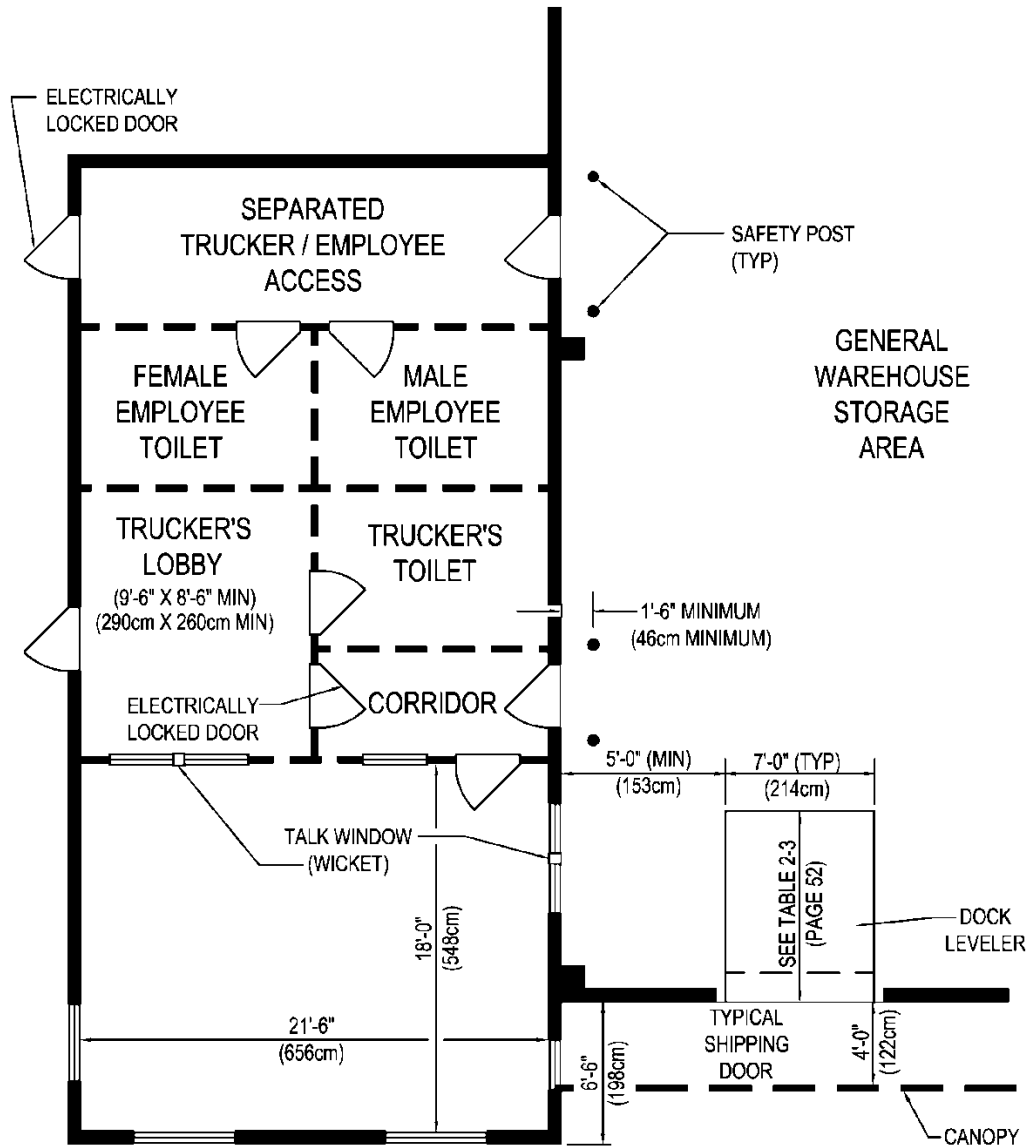 ELECTRICALLY
LOCKED DOOR
SEPARATED
TRUCKER / EMPLOYEE
ACCESS
SAFETY POST
(TYP)
GENERAL
WAREHOUSE
STORAGE
AREA
FEMALE
EMPLOYEE
TOILET
MALE
EMPLOYEE
TOILET
TRUCKER'S
LOBBY
(9'-6" X 8'-6" MIN)
(290cm X 260cm MIN)
TRUCKER'S
TOILET
1'-6" MINIMUM
(46cm MINIMUM)
ELECTRICALLY
LOCKED DOOR
CORRIDOR
5'-0" (MIN)
(153cm)
7'-0" (TYP)
(214cm)
TALK WINDOW
(WICKET)
18'-0"
(548cm)
SEE TABLE 2-3
(PAGE 52)
DOCK
LEVELER
21'-6"
(656cm)
6'-6"
(198cm)
TYPICAL
SHIPPING
DOOR
4'-0"
(122cm)
CANOPY